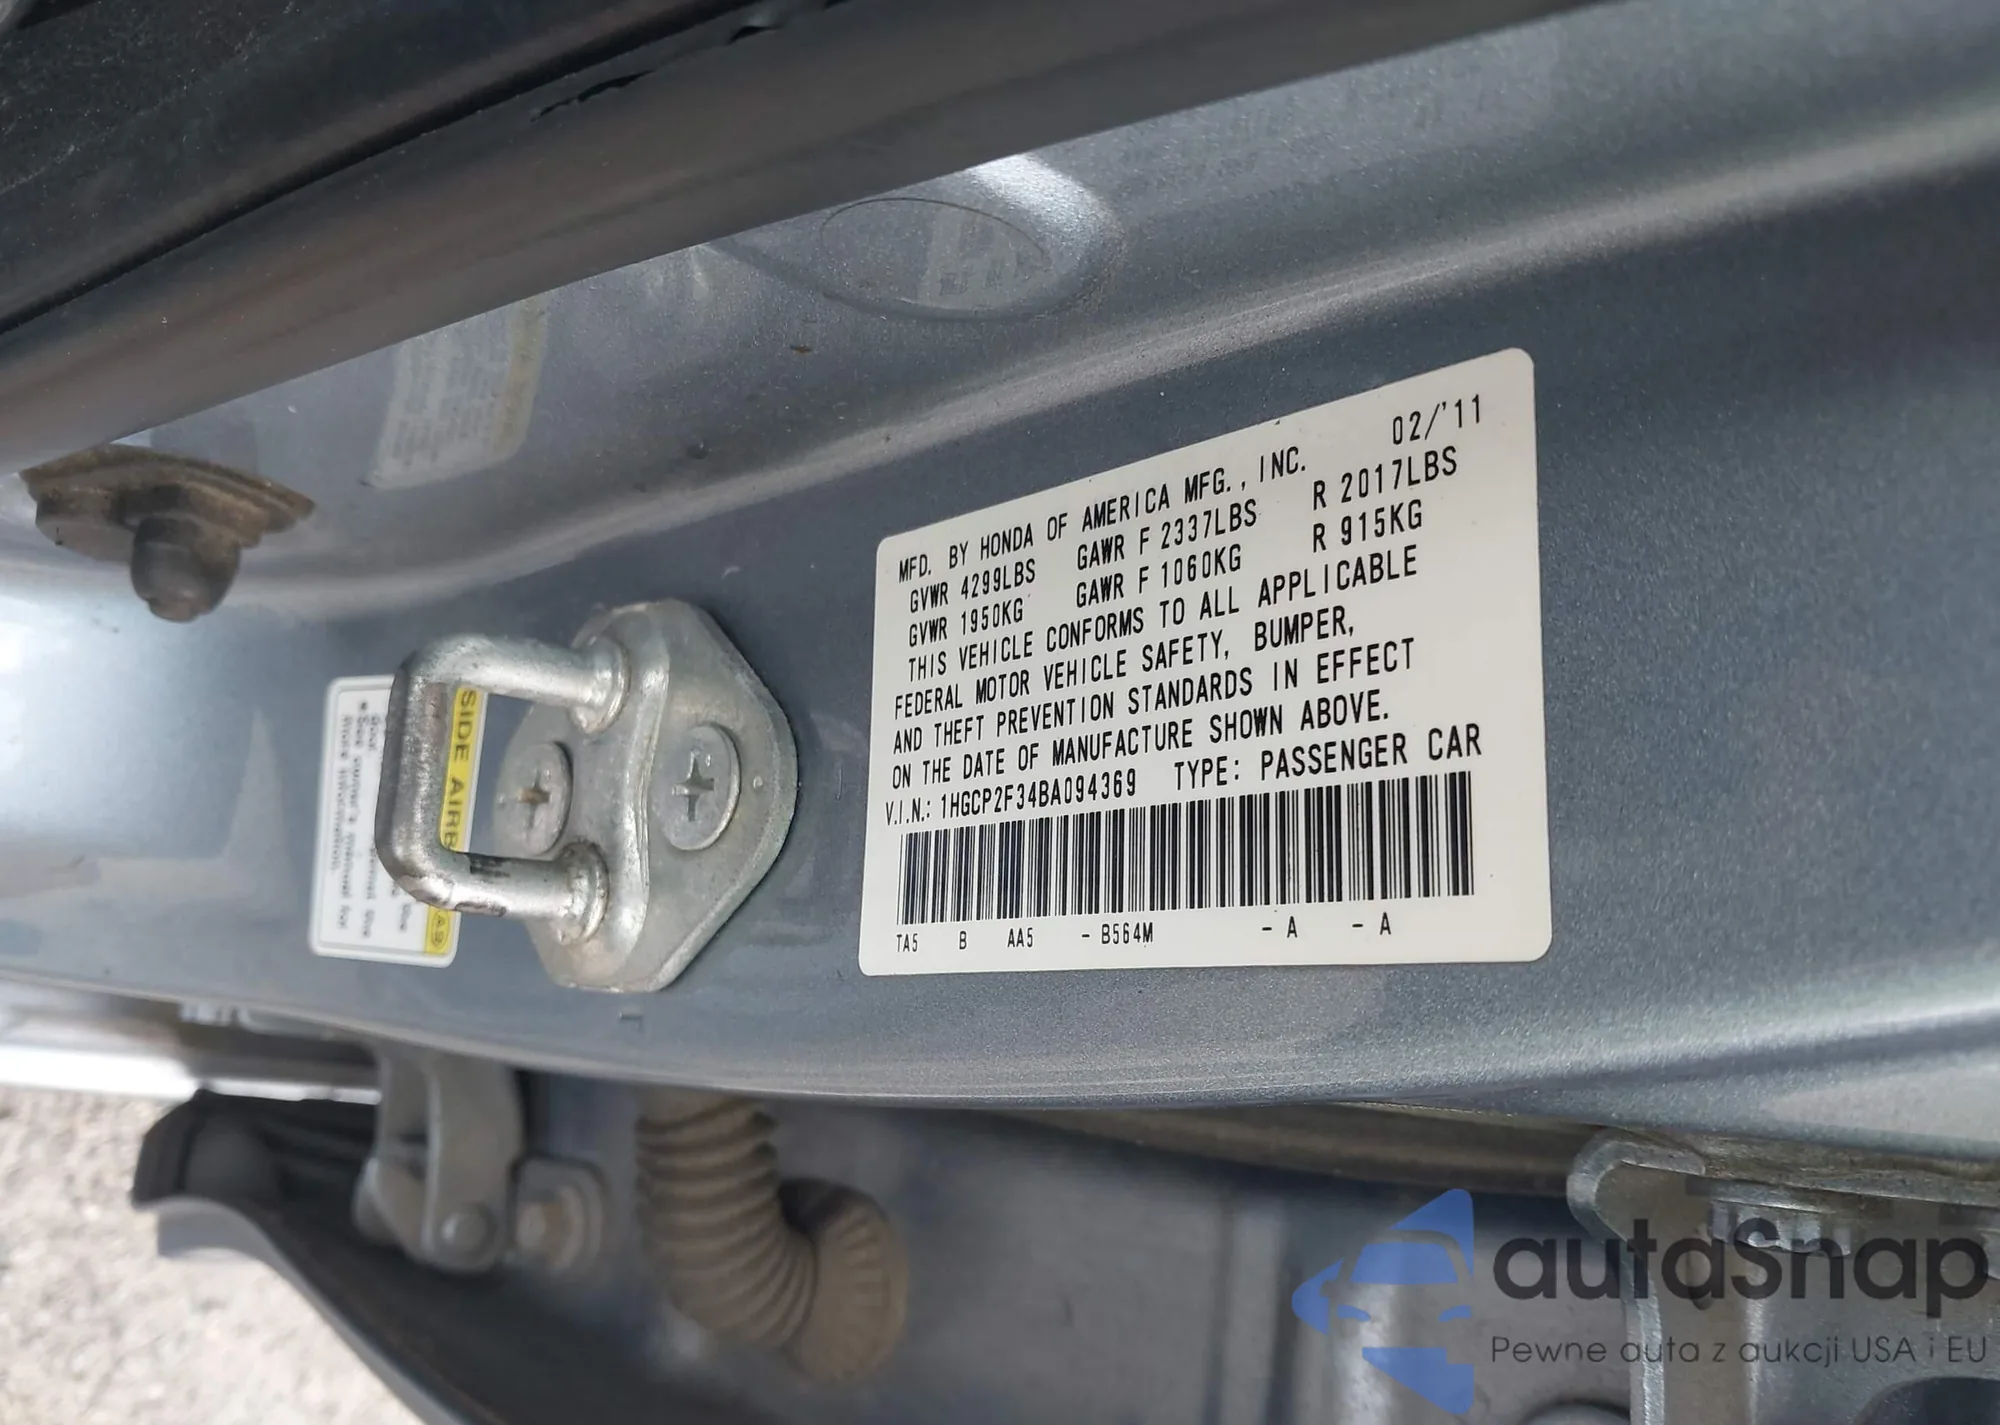 02/'11
MFD. BY HONDA OF AMERICA MFG., INC.
GVWR 4299LBS GAWR F 2337LBS R 2017LBS
GVWR 1950KG GAWR F 1060KG R 915KG
THIS VEHICLE CONFORMS TO ALL APPLICABLE
FEDERAL MOTOR VEHICLE SAFETY, BUMPER,
AND THEFT PREVENTION STANDARDS IN EFFECT
ON THE DATE OF MANUFACTURE SHOWN ABOVE.
V.I.N.: 1HGCP2F34BA094369 TYPE: PASSENGER CAR
TA5 B AA5 - B564M - A - A
SIDE AIRB
autaSnap
Pewne auta z aukcji USA i EU